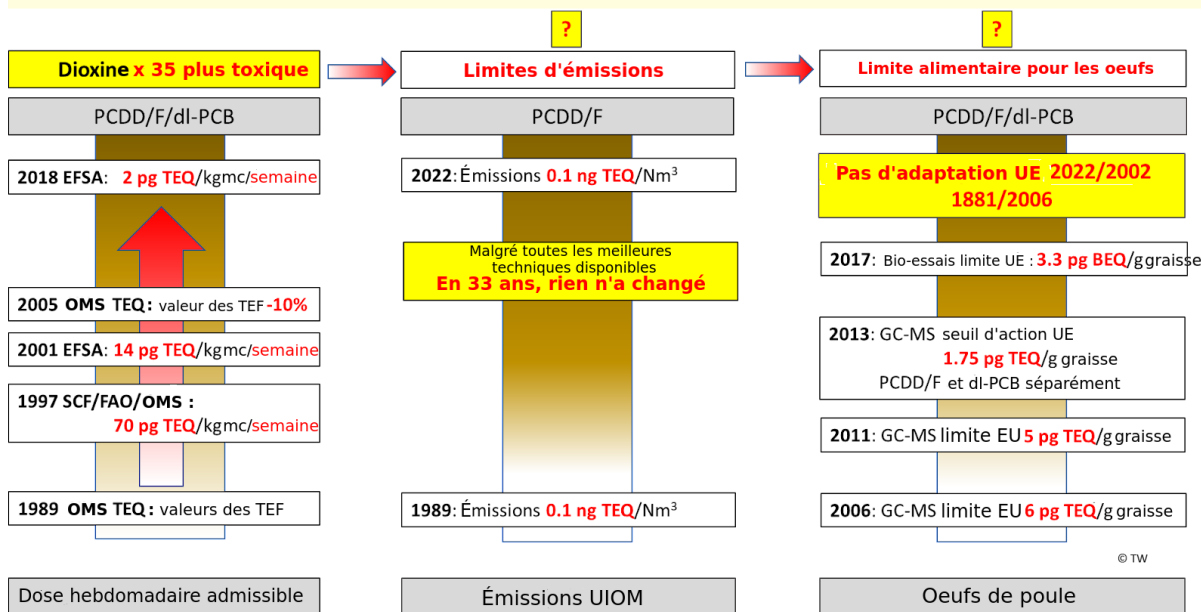 ?
?
Dioxine x 35 plus toxique
Limites d'émissions
Limite alimentaire pour les oeufs
PCDD/F/dl-PCB
PCDD/F
PCDD/F/dl-PCB
2018 EFSA: 2 pg TEQ/kgmc/semaine
2005 OMS TEQ: valeur des TEF -10%
2001 EFSA: 14 pg TEQ/kgmc/semaine
1997 SCF/FAO/OMS :
70 pg TEQ/kgmc/semaine
1989 OMS TEQ: valeurs des TEF
Dose hebdomadaire admissible
2022: Émissions 0.1 ng TEQ/Nm³
Malgré toutes les meilleures
techniques disponibles
En 33 ans, rien n'a changé
1989: Émissions 0.1 ng TEQ/Nm³
Émissions UIOM
Pas d'adaptation UE 2022/2002
1881/2006
2017: Bio-essais limite UE : 3.3 pg BEQ/g graisse
2013: GC-MS seuil d'action UE
1.75 pg TEQ/g graisse
PCDD/F et dl-PCB séparément
2011: GC-MS limite EU 5 pg TEQ/g graisse
2006: GC-MS limite EU 6 pg TEQ/g graisse
© TW
Oeufs de poule